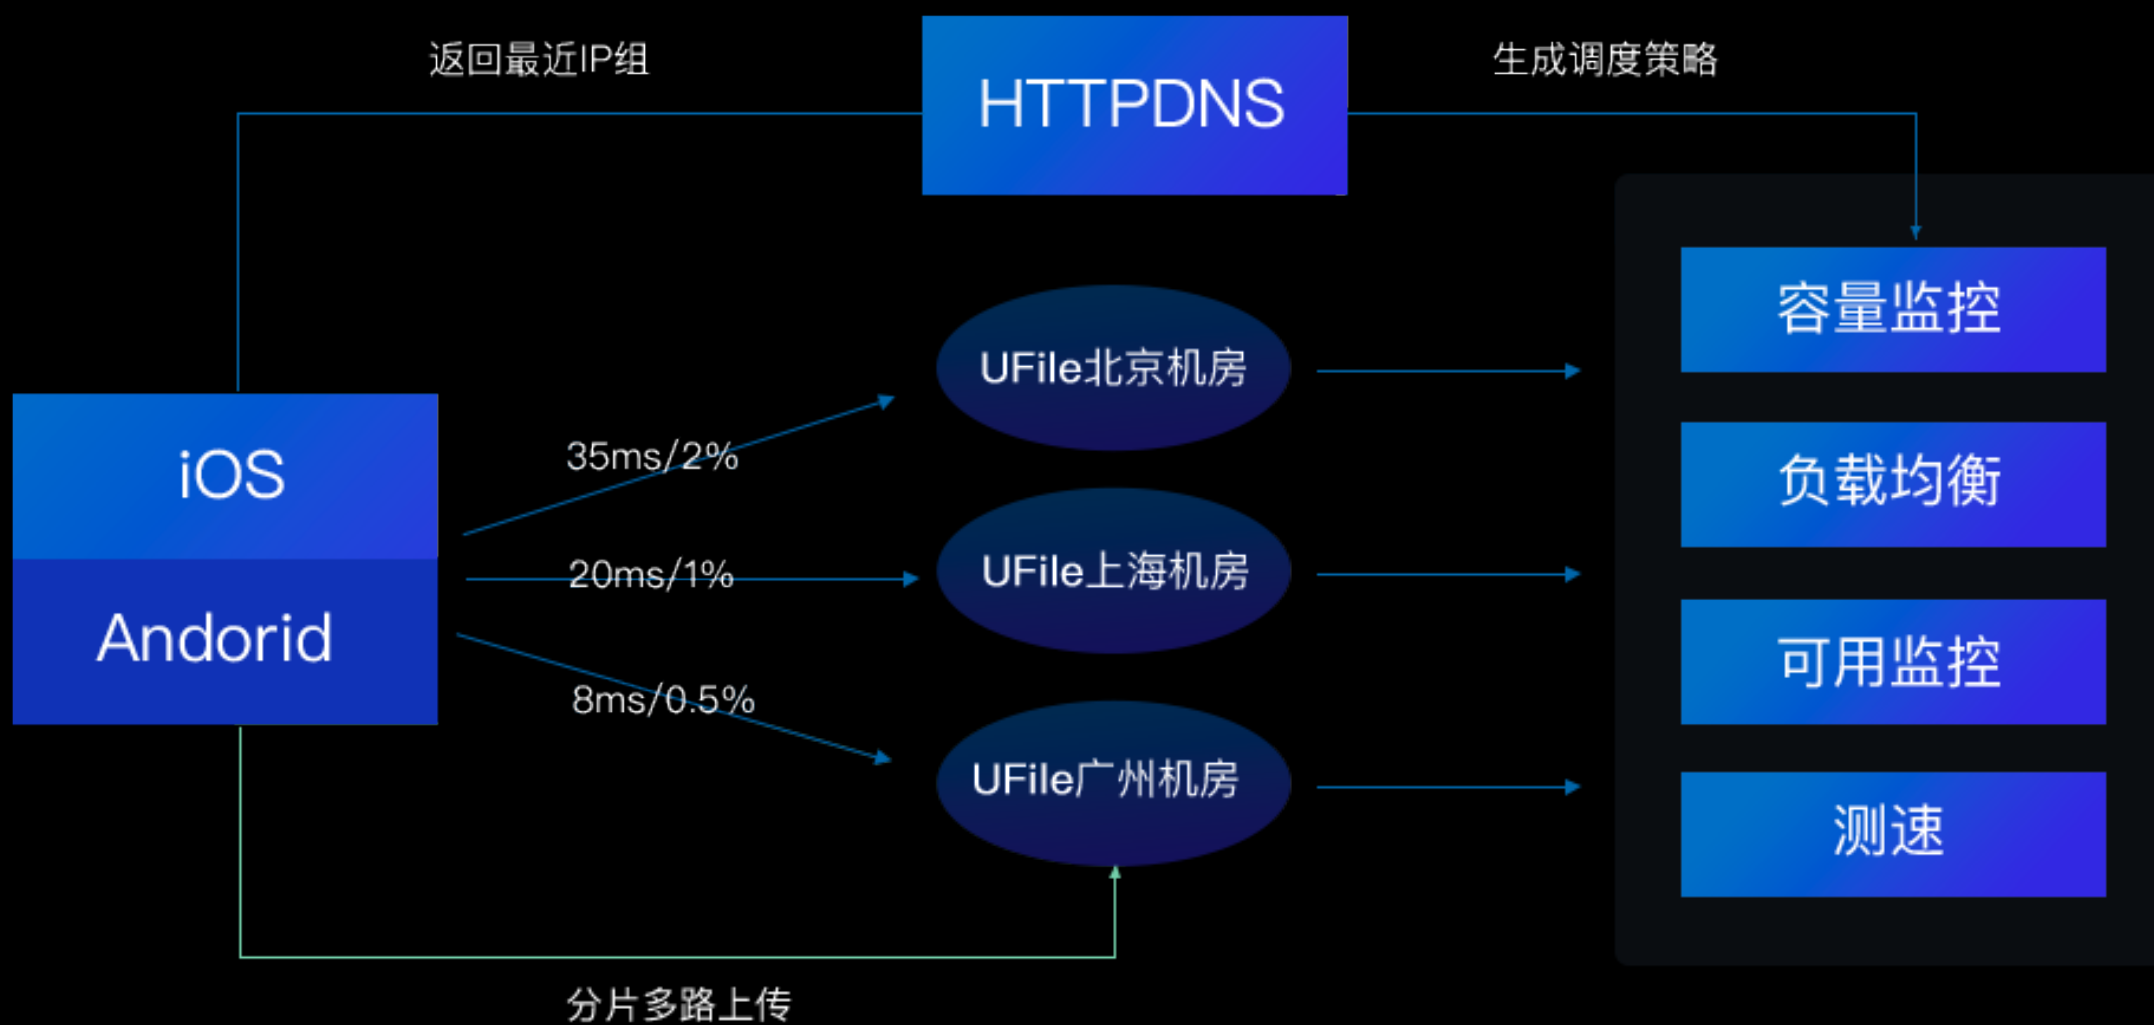 返回最近IP组
HTTPDNS
生成调度策略
iOS
Andorid
35ms/2%
20ms/1%
8ms/0.5%
UFile北京机房
UFile上海机房
UFile广州机房
容量监控
负载均衡
可用监控
测速
分片多路上传